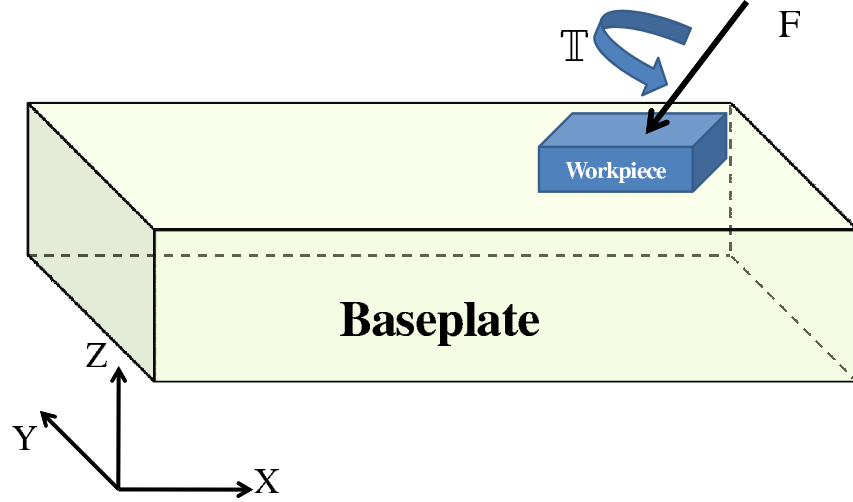 F
𝕋
Workpiece
Baseplate
Z
Y
X